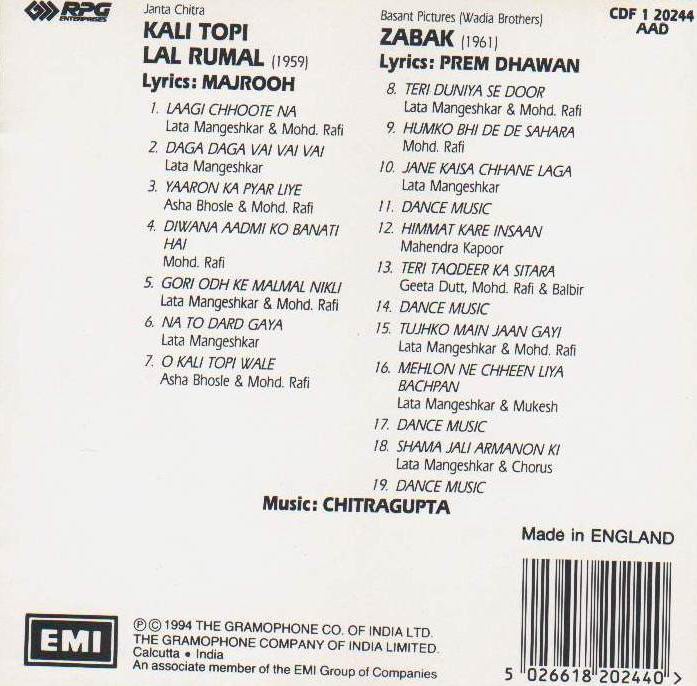 RPG
ENTERPRISES
Janta Chitra
KALI TOPI
LAL RUMAL (1959)
Lyrics: MAJROOH
1. LAAGI CHHOOTE NA
Lata Mangeshkar & Mohd. Rafi
2. DAGA DAGA VAI VAI VAI
Lata Mangeshkar
3. YAARON KA PYAR LIYE
Asha Bhosle & Mohd. Rafi
4. DIWANA AADMI KO BANATI
HAI
Mohd. Rafi
5. GORI ODH KE MALMAL NIKLI
Lata Mangeshkar & Mohd. Rafi
6. NA TO DARD GAYA
Lata Mangeshkar
7. O KALI TOPI WALE
Asha Bhosle & Mohd. Rafi
Basant Pictures (Wadia Brothers)
ZABAK (1961)
Lyrics: PREM DHAWAN
8. TERI DUNIYA SE DOOR
Lata Mangeshkar & Mohd. Rafi
9. HUMKO BHI DE DE SAHARA
Mohd. Rafi
10. JANE KAISA CHHANE LAGA
Lata Mangeshkar
11. DANCE MUSIC
12. HIMMAT KARE INSAAN
Mahendra Kapoor
13. TERI TAQDEER KA SITARA
Geeta Dutt, Mohd. Rafi & Balbir
14. DANCE MUSIC
15. TUJHKO MAIN JAAN GAYI
Lata Mangeshkar & Mohd. Rafi
16. MEHLON NE CHHEEN LIYA
BACHPAN
Lata Mangeshkar & Mukesh
17. DANCE MUSIC
18. SHAMA JALI ARMANON KI
Lata Mangeshkar & Chorus
19. DANCE MUSIC
CDF 1 20244
AAD
Music: CHITRAGUPTA
Made in ENGLAND
EMI
℗ © 1994 THE GRAMOPHONE CO. OF INDIA LTD.
THE GRAMOPHONE COMPANY OF INDIA LIMITED.
Calcutta • India
An associate member of the EMI Group of Companies
5 026618 202440 >